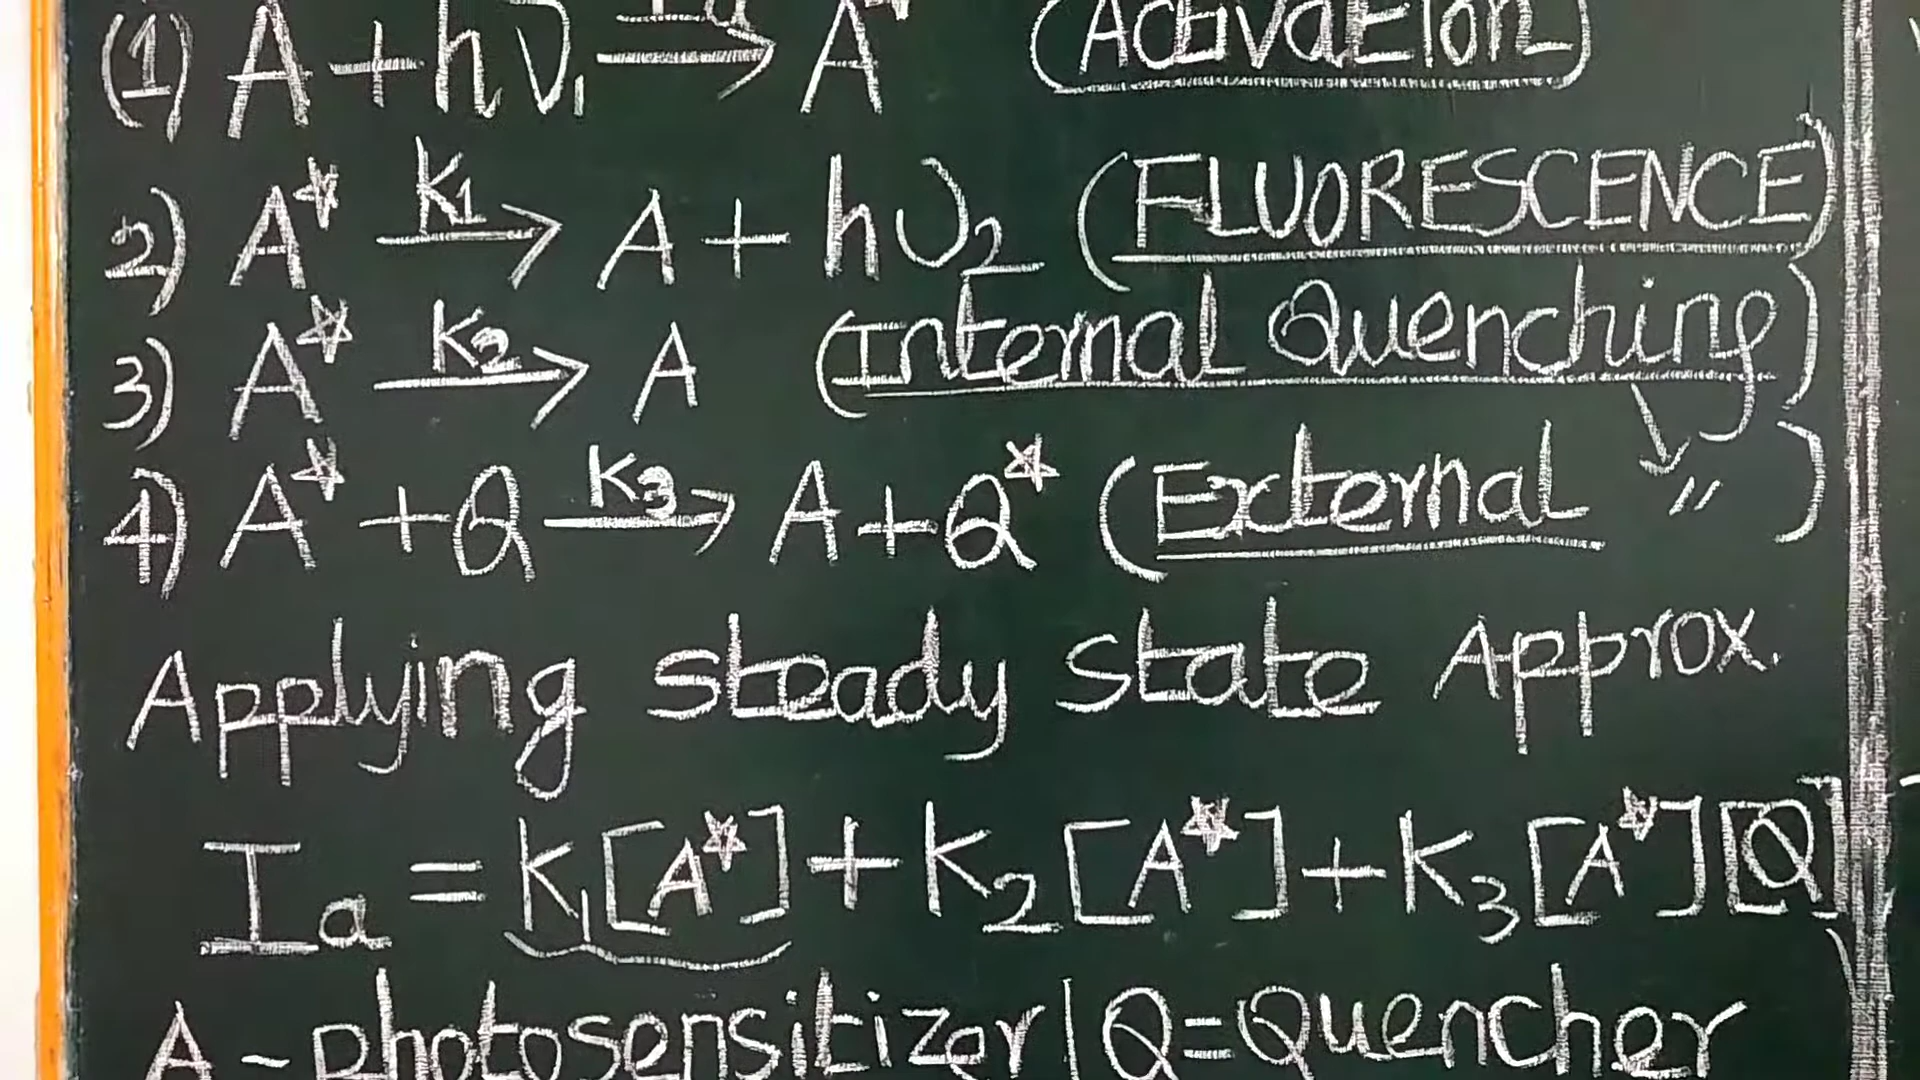 (1) A + hν₁ —Ia→ A* (Activation)
2) A* —K₁→ A + hν₂ (FLUORESCENCE)
3) A* —K₂→ A (Internal Quenching)
4) A* + Q —K₃→ A + Q* (External 〃 )
Applying steady state Approx.
Iₐ = K₁[A*] + K₂[A*] + K₃[A*][Q]
A - photosensitizer | Q = Quencher